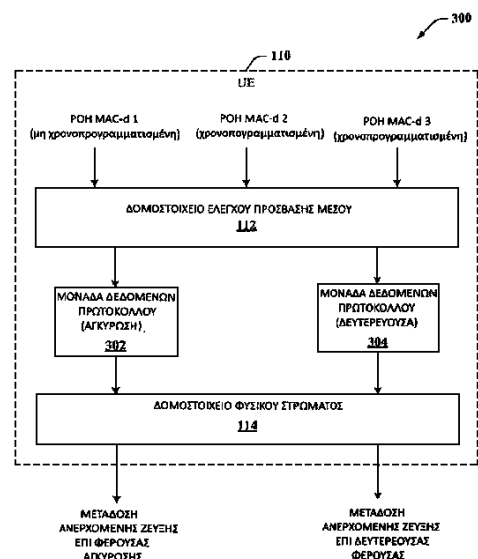 300
110
UE
ΡΟΗ MAC-d 1
(μη χρονοπρογραμματισμένη)
ΡΟΗ MAC-d 2
(χρονοπογραμματισμένη)
ΡΟΗ MAC-d 3
(χρονοπρογραμματισμένη)
ΔΟΜΟΣΤΟΙΧΕΙΟ ΕΛΕΓΧΟΥ ΠΡΟΣΒΑΣΗΣ ΜΕΣΟΥ
112
ΜΟΝΑΔΑ ΔΕΔΟΜΕΝΩΝ
ΠΡΩΤΟΚΟΛΛΟΥ
(ΑΓΚΥΡΩΣΗ)
302
ΜΟΝΑΔΑ ΔΕΔΟΜΕΝΩΝ
ΠΡΩΤΟΚΟΛΛΟΥ
(ΔΕΥΤΕΡΕΥΟΥΣΑ)
304
ΔΟΜΟΣΤΟΙΧΕΙΟ ΦΥΣΙΚΟΥ ΣΤΡΩΜΑΤΟΣ
114
ΜΕΤΑΔΟΣΗ
ΑΝΕΡΧΟΜΕΝΗΣ ΖΕΥΞΗΣ
ΕΠΙ ΦΕΡΟΥΣΑΣ
ΑΓΚΥΡΩΣΗΣ
ΜΕΤΑΔΟΣΗ
ΑΝΕΡΧΟΜΕΝΗΣ ΖΕΥΞΗΣ
ΕΠΙ ΔΕΥΤΕΡΕΟΥΣΑΣ
ΦΕΡΟΥΣΑΣ